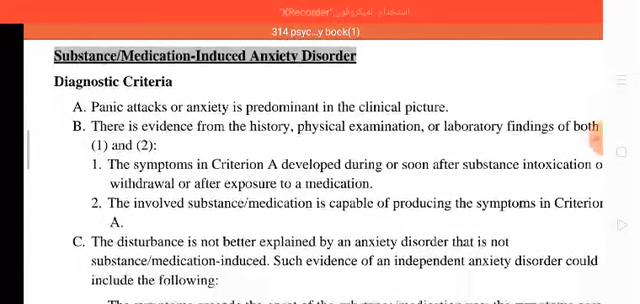 استخدام الميكروفون "XRecorder"
314 psyc...y book(1)
Substance/Medication-Induced Anxiety Disorder
Diagnostic Criteria
A. Panic attacks or anxiety is predominant in the clinical picture.
B. There is evidence from the history, physical examination, or laboratory findings of both
(1) and (2):
1. The symptoms in Criterion A developed during or soon after substance intoxication o
withdrawal or after exposure to a medication.
2. The involved substance/medication is capable of producing the symptoms in Criterion
A.
C. The disturbance is not better explained by an anxiety disorder that is not
substance/medication-induced. Such evidence of an independent anxiety disorder could
include the following: